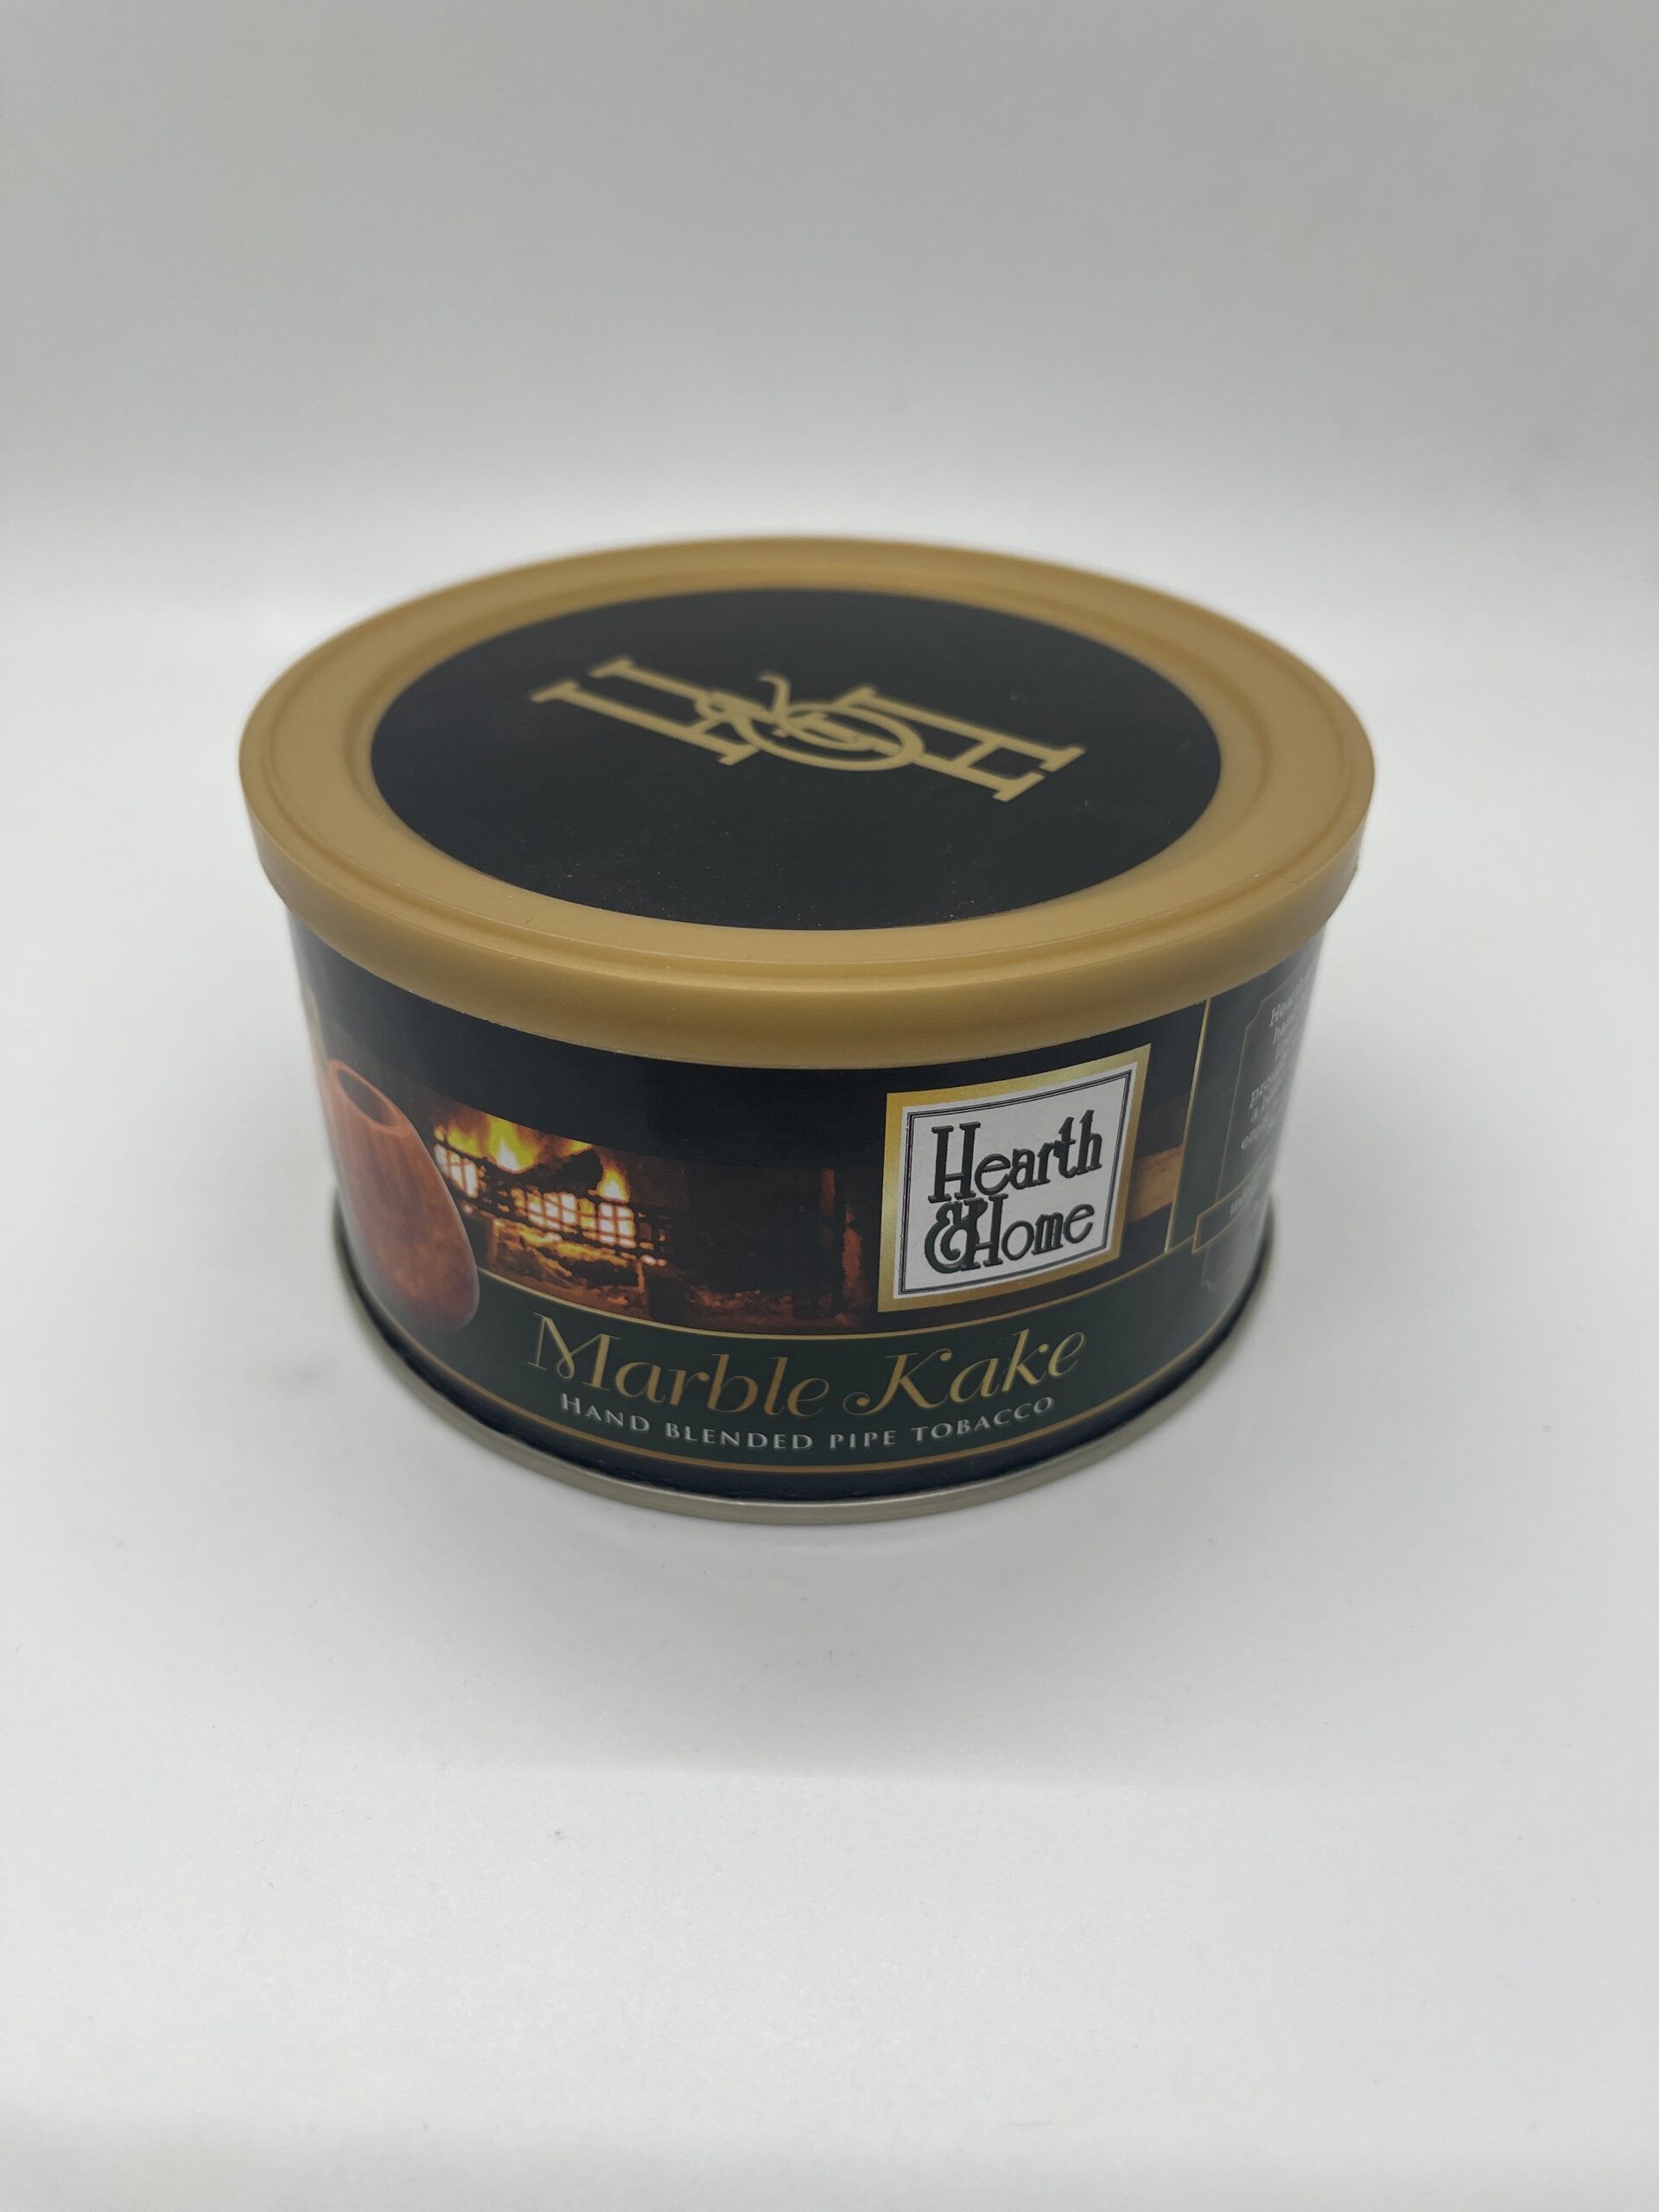 H&H
Hearth
&Home
Marble Kake
HAND BLENDED PIPE TOBACCO